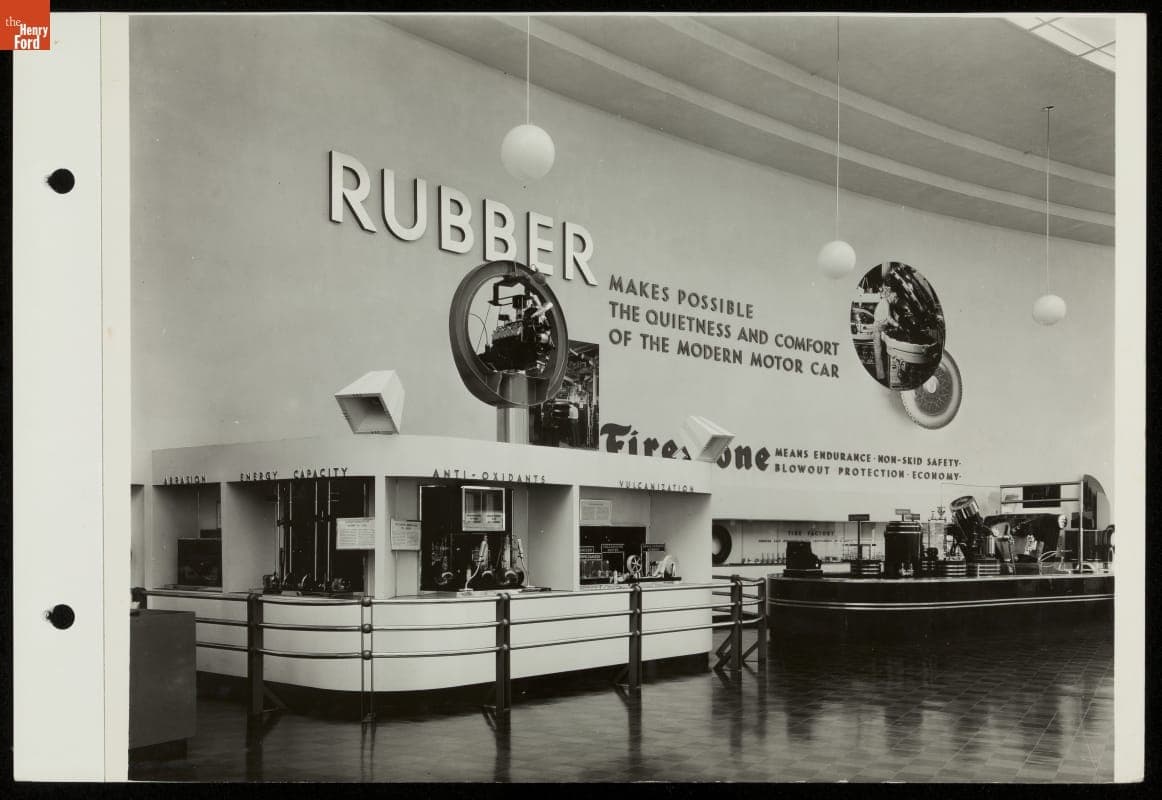 the
Henry
Ford
RUBBER
MAKES POSSIBLE
THE QUIETNESS AND COMFORT
OF THE MODERN MOTOR CAR
Firestone
MEANS ENDURANCE · NON-SKID SAFETY·
BLOWOUT PROTECTION · ECONOMY·
ABRASION
ENERGY CAPACITY
ANTI-OXIDANTS
VULCANIZATION
TIRE FACTORY